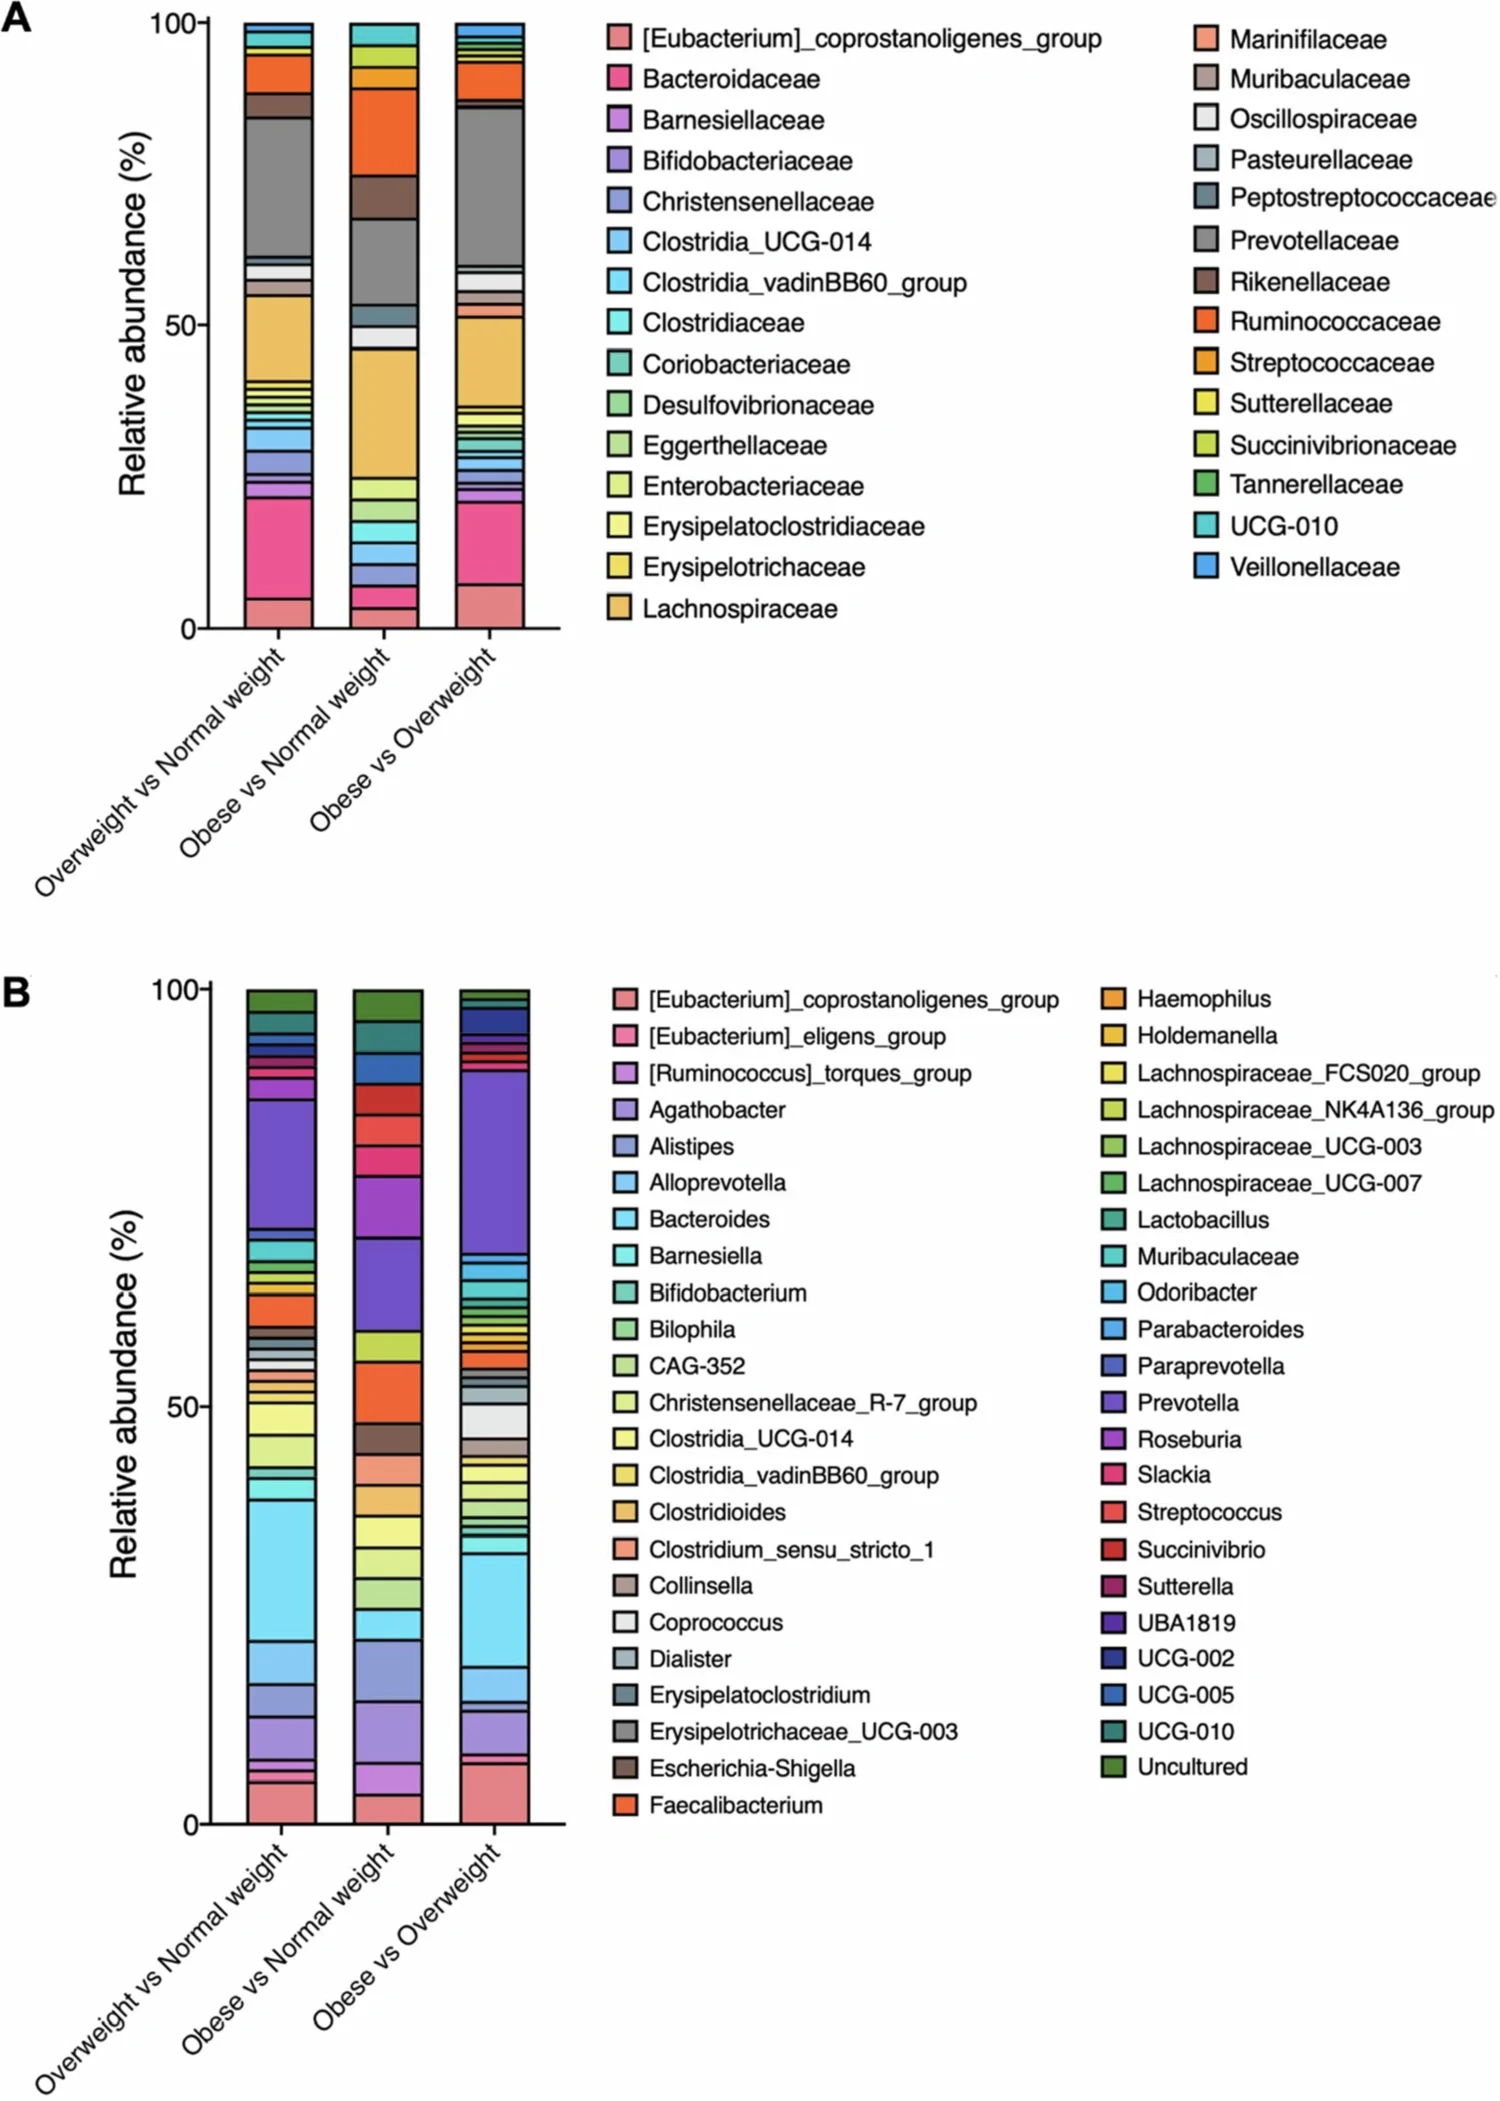 A
100
50
0
Relative abundance (%)
Overweight vs Normal weight
Obese vs Normal weight
Obese vs Overweight
[Eubacterium]_coprostanoligenes_group
Bacteroidaceae
Barnesiellaceae
Bifidobacteriaceae
Christensenellaceae
Clostridia_UCG-014
Clostridia_vadinBB60_group
Clostridiaceae
Coriobacteriaceae
Desulfovibrionaceae
Eggerthellaceae
Enterobacteriaceae
Erysipelatoclostridiaceae
Erysipelotrichaceae
Lachnospiraceae
Marinifilaceae
Muribaculaceae
Oscillospiraceae
Pasteurellaceae
Peptostreptococcaceae
Prevotellaceae
Rikenellaceae
Ruminococcaceae
Streptococcaceae
Sutterellaceae
Succinivibrionaceae
Tannerellaceae
UCG-010
Veillonellaceae
B
100
50
0
Relative abundance (%)
Overweight vs Normal weight
Obese vs Normal weight
Obese vs Overweight
[Eubacterium]_coprostanoligenes_group
[Eubacterium]_eligens_group
[Ruminococcus]_torques_group
Agathobacter
Alistipes
Alloprevotella
Bacteroides
Barnesiella
Bifidobacterium
Bilophila
CAG-352
Christensenellaceae_R-7_group
Clostridia_UCG-014
Clostridia_vadinBB60_group
Clostridioides
Clostridium_sensu_stricto_1
Collinsella
Coprococcus
Dialister
Erysipelatoclostridium
Erysipelotrichaceae_UCG-003
Escherichia-Shigella
Faecalibacterium
Haemophilus
Holdemanella
Lachnospiraceae_FCS020_group
Lachnospiraceae_NK4A136_group
Lachnospiraceae_UCG-003
Lachnospiraceae_UCG-007
Lactobacillus
Muribaculaceae
Odoribacter
Parabacteroides
Paraprevotella
Prevotella
Roseburia
Slackia
Streptococcus
Succinivibrio
Sutterella
UBA1819
UCG-002
UCG-005
UCG-010
Uncultured